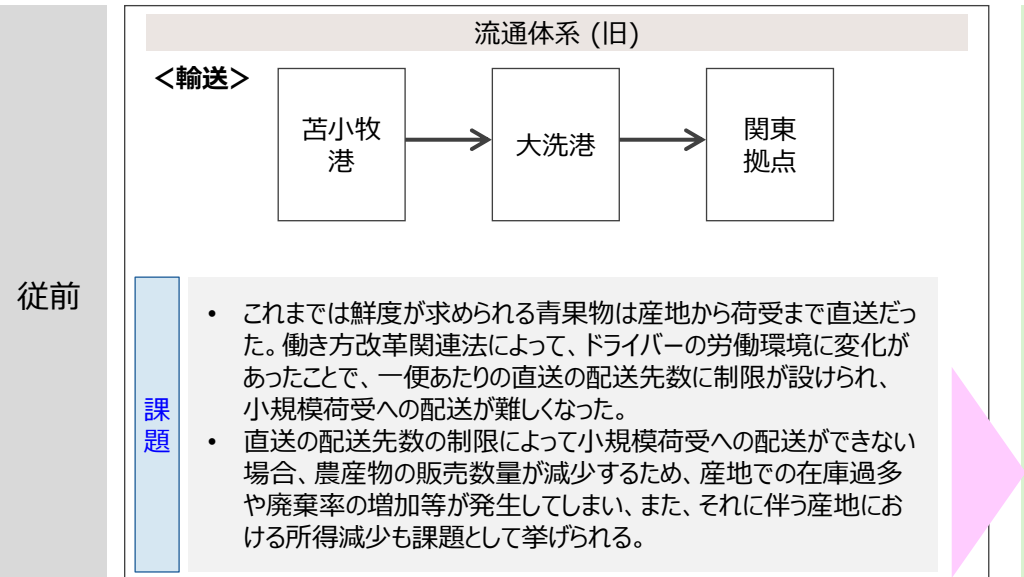 従前
流通体系 (旧)
＜輸送＞
苫小牧
港
大洗港
関東
拠点
課
題
• これまでは鮮度が求められる青果物は産地から荷受まで直送だっ
た。働き方改革関連法によって、ドライバーの労働環境に変化が
あったことで、一便あたりの直送の配送先数に制限が設けられ、
小規模荷受への配送が難しくなった。
• 直送の配送先数の制限によって小規模荷受への配送ができない
場合、農産物の販売数量が減少するため、産地での在庫過多
や廃棄率の増加等が発生してしまい、また、それに伴う産地にお
ける所得減少も課題として挙げられる。